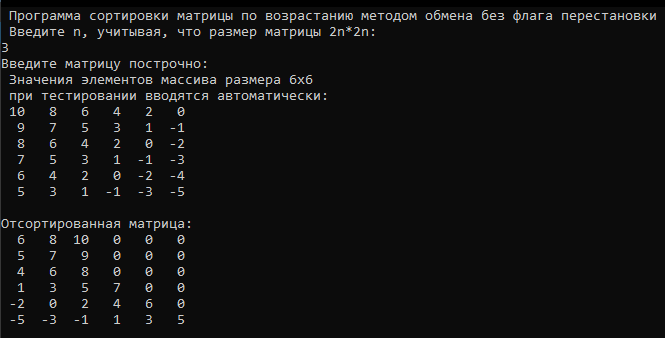 Программа сортировки матрицы по возрастанию методом обмена без флага перестановки
Введите n, учитывая, что размер матрицы 2n*2n:
3
Введите матрицу построчно:
Значения элементов массива размера 6х6
при тестировании вводятся автоматически:
10 8 6 4 2 0
9 7 5 3 1 -1
8 6 4 2 0 -2
7 5 3 1 -1 -3
6 4 2 0 -2 -4
5 3 1 -1 -3 -5
Отсортированная матрица:
6 8 10 0 0 0
5 7 9 0 0 0
4 6 8 0 0 0
1 3 5 7 0 0
-2 0 2 4 6 0
-5 -3 -1 1 3 5